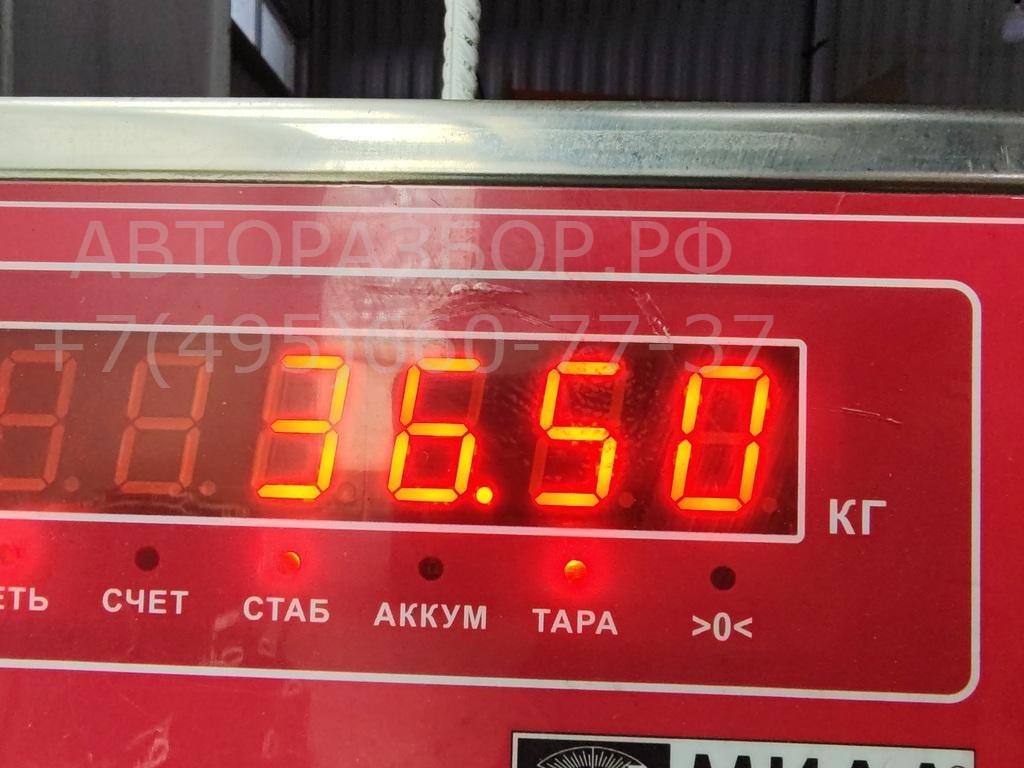 АВТОРАЗБОР.РФ
+7(495)660-77-37
36.50
КГ
СЧЕТ СТАБ АККУМ ТАРА >0<